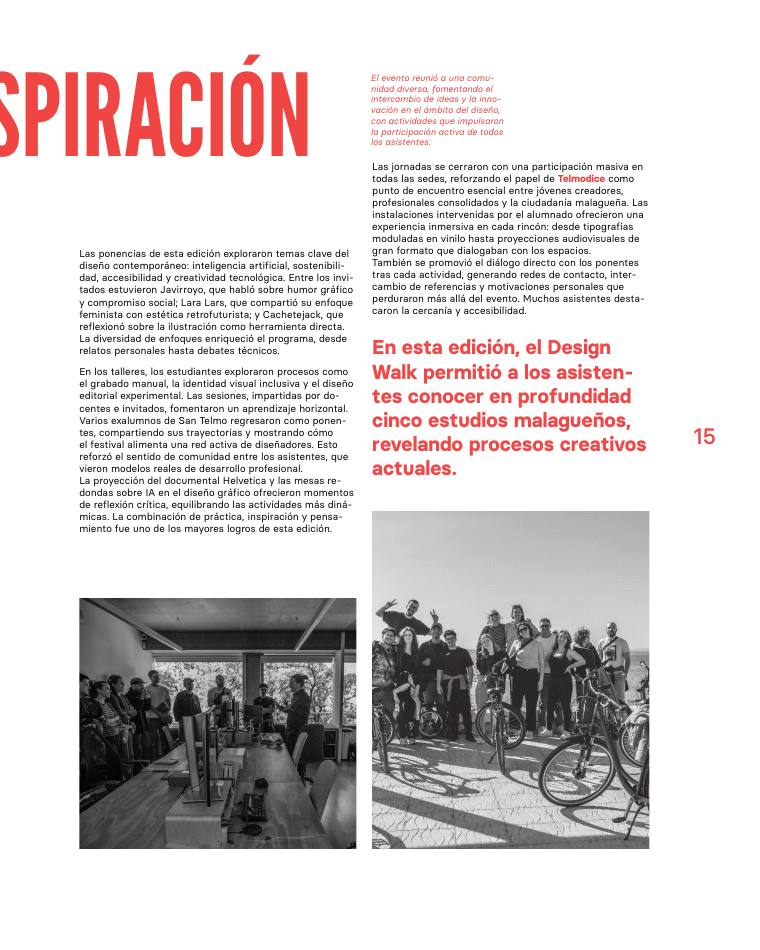 SPIRACIÓN
Las ponencias de esta edición exploraron temas clave del
diseño contemporáneo: inteligencia artificial, sostenibili-
dad, accesibilidad y creatividad tecnológica. Entre los invi-
tados estuvieron Javirroyo, que habló sobre humor gráfico
y compromiso social; Lara Lars, que compartió su enfoque
feminista con estética retrofuturista; y Cachetejack, que
reflexionó sobre la ilustración como herramienta directa.
La diversidad de enfoques enriqueció el programa, desde
relatos personales hasta debates técnicos.
En los talleres, los estudiantes exploraron procesos como
el grabado manual, la identidad visual inclusiva y el diseño
editorial experimental. Las sesiones, impartidas por do-
centes e invitados, fomentaron un aprendizaje horizontal.
Varios exalumnos de San Telmo regresaron como ponen-
tes, compartiendo sus trayectorias y mostrando cómo
el festival alimenta una red activa de diseñadores. Esto
reforzó el sentido de comunidad entre los asistentes, que
vieron modelos reales de desarrollo profesional.
La proyección del documental Helvetica y las mesas re-
dondas sobre IA en el diseño gráfico ofrecieron momentos
de reflexión crítica, equilibrando las actividades más diná-
micas. La combinación de práctica, inspiración y pensa-
miento fue uno de los mayores logros de esta edición.
El evento reunió a una comu-
nidad diversa, fomentando el
intercambio de ideas y la inno-
vación en el ámbito del diseño,
con actividades que impulsaron
la participación activa de todos
los asistentes.
Las jornadas se cerraron con una participación masiva en
todas las sedes, reforzando el papel de Telmodice como
punto de encuentro esencial entre jóvenes creadores,
profesionales consolidados y la ciudadanía malagueña. Las
instalaciones intervenidas por el alumnado ofrecieron una
experiencia inmersiva en cada rincón: desde tipografías
moduladas en vinilo hasta proyecciones audiovisuales de
gran formato que dialogaban con los espacios.
También se promovió el diálogo directo con los ponentes
tras cada actividad, generando redes de contacto, inter-
cambio de referencias y motivaciones personales que
perduraron más allá del evento. Muchos asistentes desta-
caron la cercanía y accesibilidad.
En esta edición, el Design
Walk permitió a los asisten-
tes conocer en profundidad
cinco estudios malagueños,
revelando procesos creativos
actuales.
15